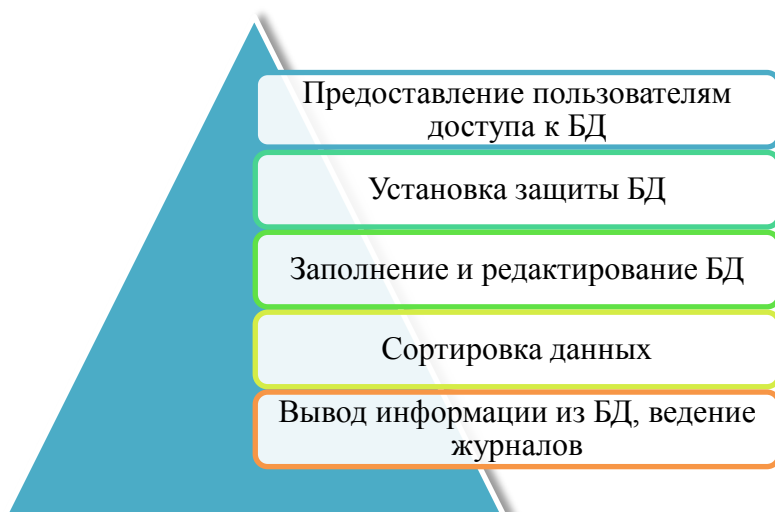 Предоставление пользователям
доступа к БД
Установка защиты БД
Заполнение и редактирование БД
Сортировка данных
Вывод информации из БД, ведение
журналов